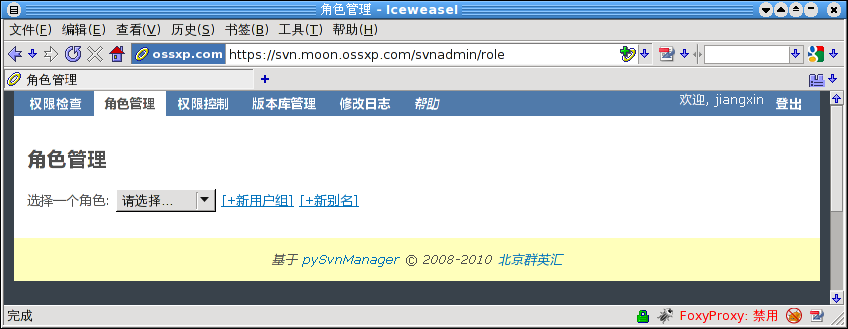 角色管理 - Iceweasel
文件(F) 编辑(E) 查看(V) 历史(S) 书签(B) 工具(T) 帮助(H)
ossxp.com https://svn.moon.ossxp.com/svnadmin/role
角色管理
权限检查 角色管理 权限控制 版本库管理 修改日志 帮助 欢迎, jiangxin 登出
角色管理
选择一个角色: 请选择... [+新用户组] [+新别名]
基于 pySvnManager © 2008-2010 北京群英汇
完成 FoxyProxy: 禁用